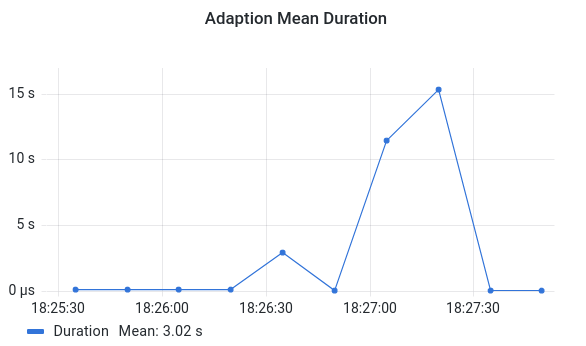 Adaption Mean Duration
15 s
10 s
5 s
0 µs
18:25:30 18:26:00 18:26:30 18:27:00 18:27:30
Duration Mean: 3.02 s